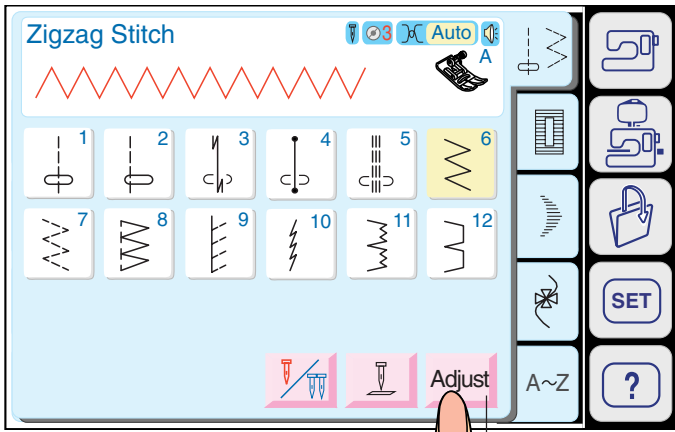 Zigzag Stitch
3 Auto
A
1 2 3 4 5 6
7 8 9 10 11 12
Adjust
A~Z
SET
?